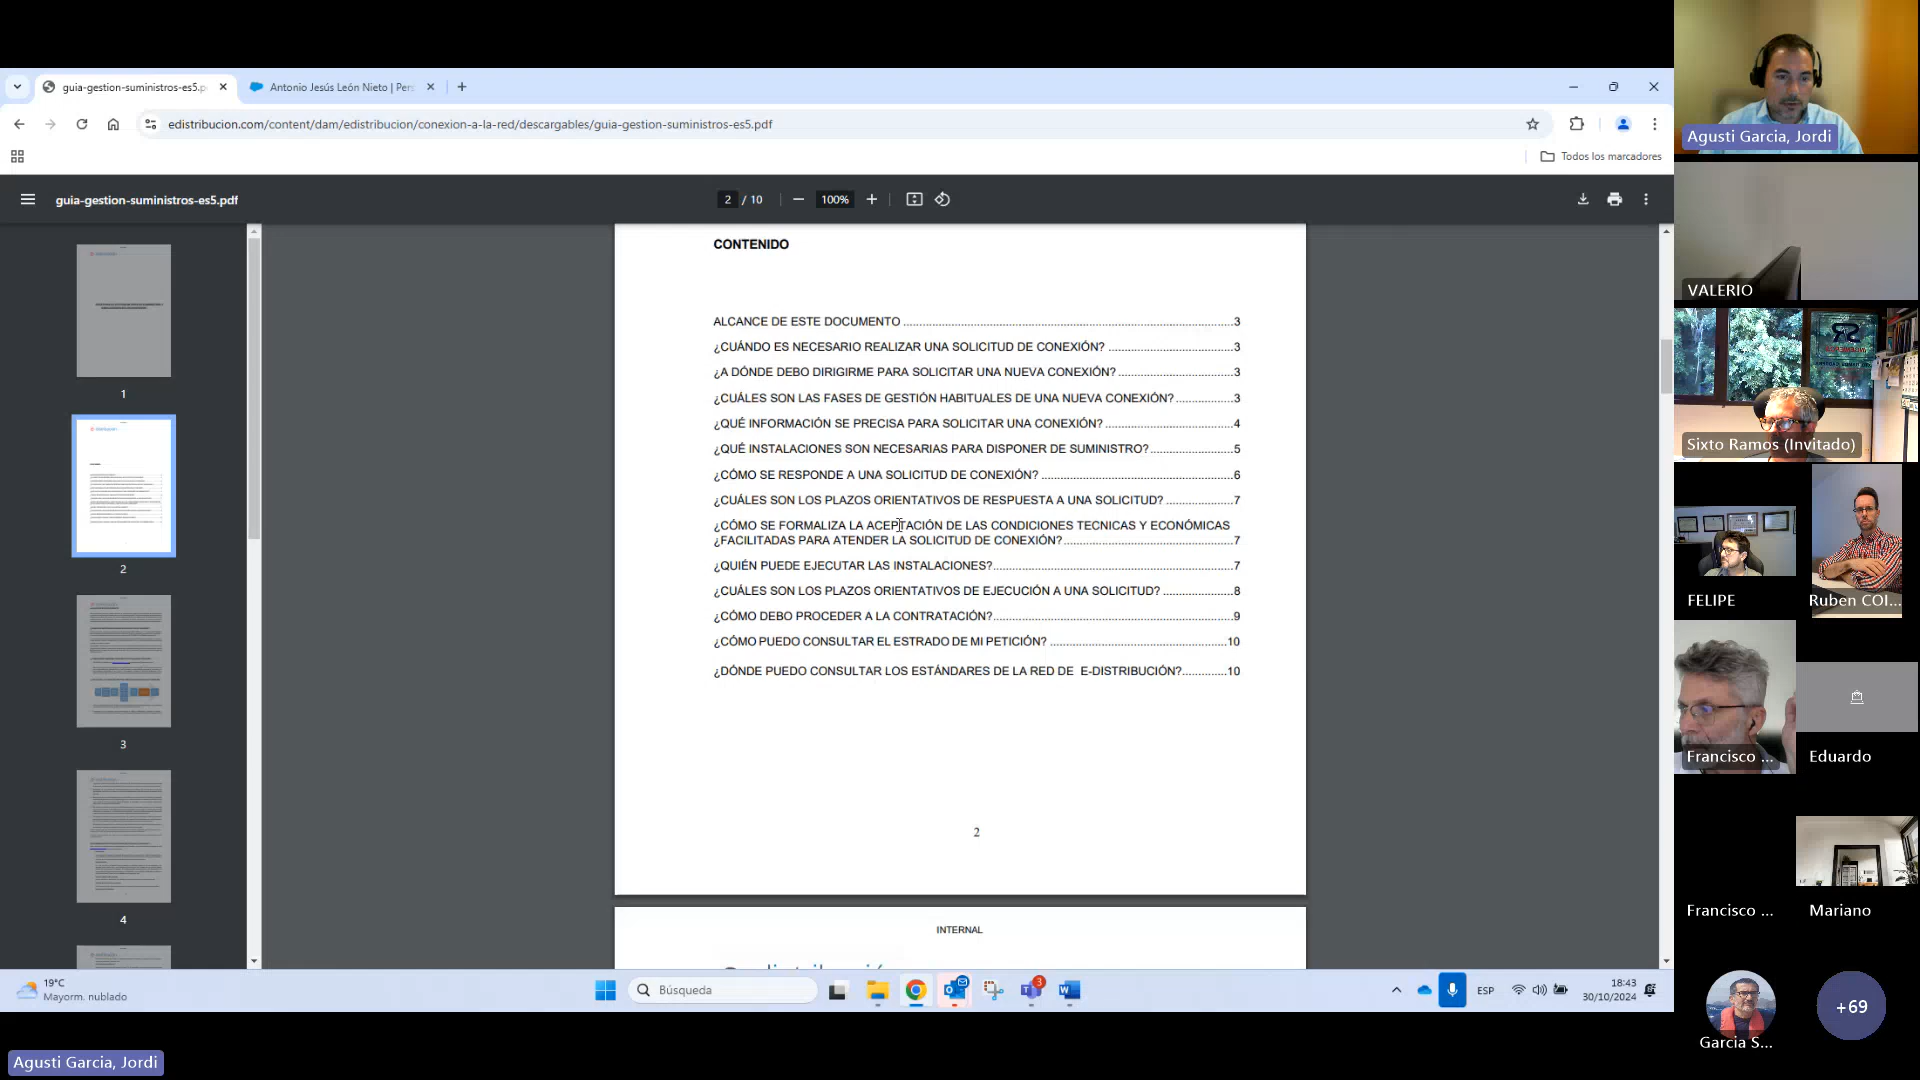 guia-gestion-suministros-es5.p
Antonio Jesús León Nieto | Pers
edistribucion.com/content/dam/edistribucion/conexion-a-la-red/descargables/guia-gestion-suministros-es5.pdf
Todos los marcadores
guia-gestion-suministros-es5.pdf
2 / 10
100%
1
2
3
4
CONTENIDO
ALCANCE DE ESTE DOCUMENTO ........ 3
¿CUÁNDO ES NECESARIO REALIZAR UNA SOLICITUD DE CONEXIÓN? ........ 3
¿A DÓNDE DEBO DIRIGIRME PARA SOLICITAR UNA NUEVA CONEXIÓN? ........ 3
¿CUÁLES SON LAS FASES DE GESTIÓN HABITUALES DE UNA NUEVA CONEXIÓN? ........ 3
¿QUÉ INFORMACIÓN SE PRECISA PARA SOLICITAR UNA CONEXIÓN? ........ 4
¿QUÉ INSTALACIONES SON NECESARIAS PARA DISPONER DE SUMINISTRO? ........ 5
¿CÓMO SE RESPONDE A UNA SOLICITUD DE CONEXIÓN? ........ 6
¿CUÁLES SON LOS PLAZOS ORIENTATIVOS DE RESPUESTA A UNA SOLICITUD? ........ 7
¿CÓMO SE FORMALIZA LA ACEPTACIÓN DE LAS CONDICIONES TECNICAS Y ECONÓMICAS
¿FACILITADAS PARA ATENDER LA SOLICITUD DE CONEXIÓN? ........ 7
¿QUIÉN PUEDE EJECUTAR LAS INSTALACIONES? ........ 7
¿CUÁLES SON LOS PLAZOS ORIENTATIVOS DE EJECUCIÓN A UNA SOLICITUD? ........ 8
¿CÓMO DEBO PROCEDER A LA CONTRATACIÓN? ........ 9
¿CÓMO PUEDO CONSULTAR EL ESTRADO DE MI PETICIÓN? ........ 10
¿DÓNDE PUEDO CONSULTAR LOS ESTÁNDARES DE LA RED DE E-DISTRIBUCIÓN? ........ 10
2
INTERNAL
19°C
Mayorm. nublado
Búsqueda
3
ESP
18:43
30/10/2024
Agusti Garcia, Jordi
VALERIO
Sixto Ramos (Invitado)
FELIPE
Ruben COI...
Francisco ...
Eduardo
Francisco ...
Mariano
Garcia S...
+69
Agusti Garcia, Jordi